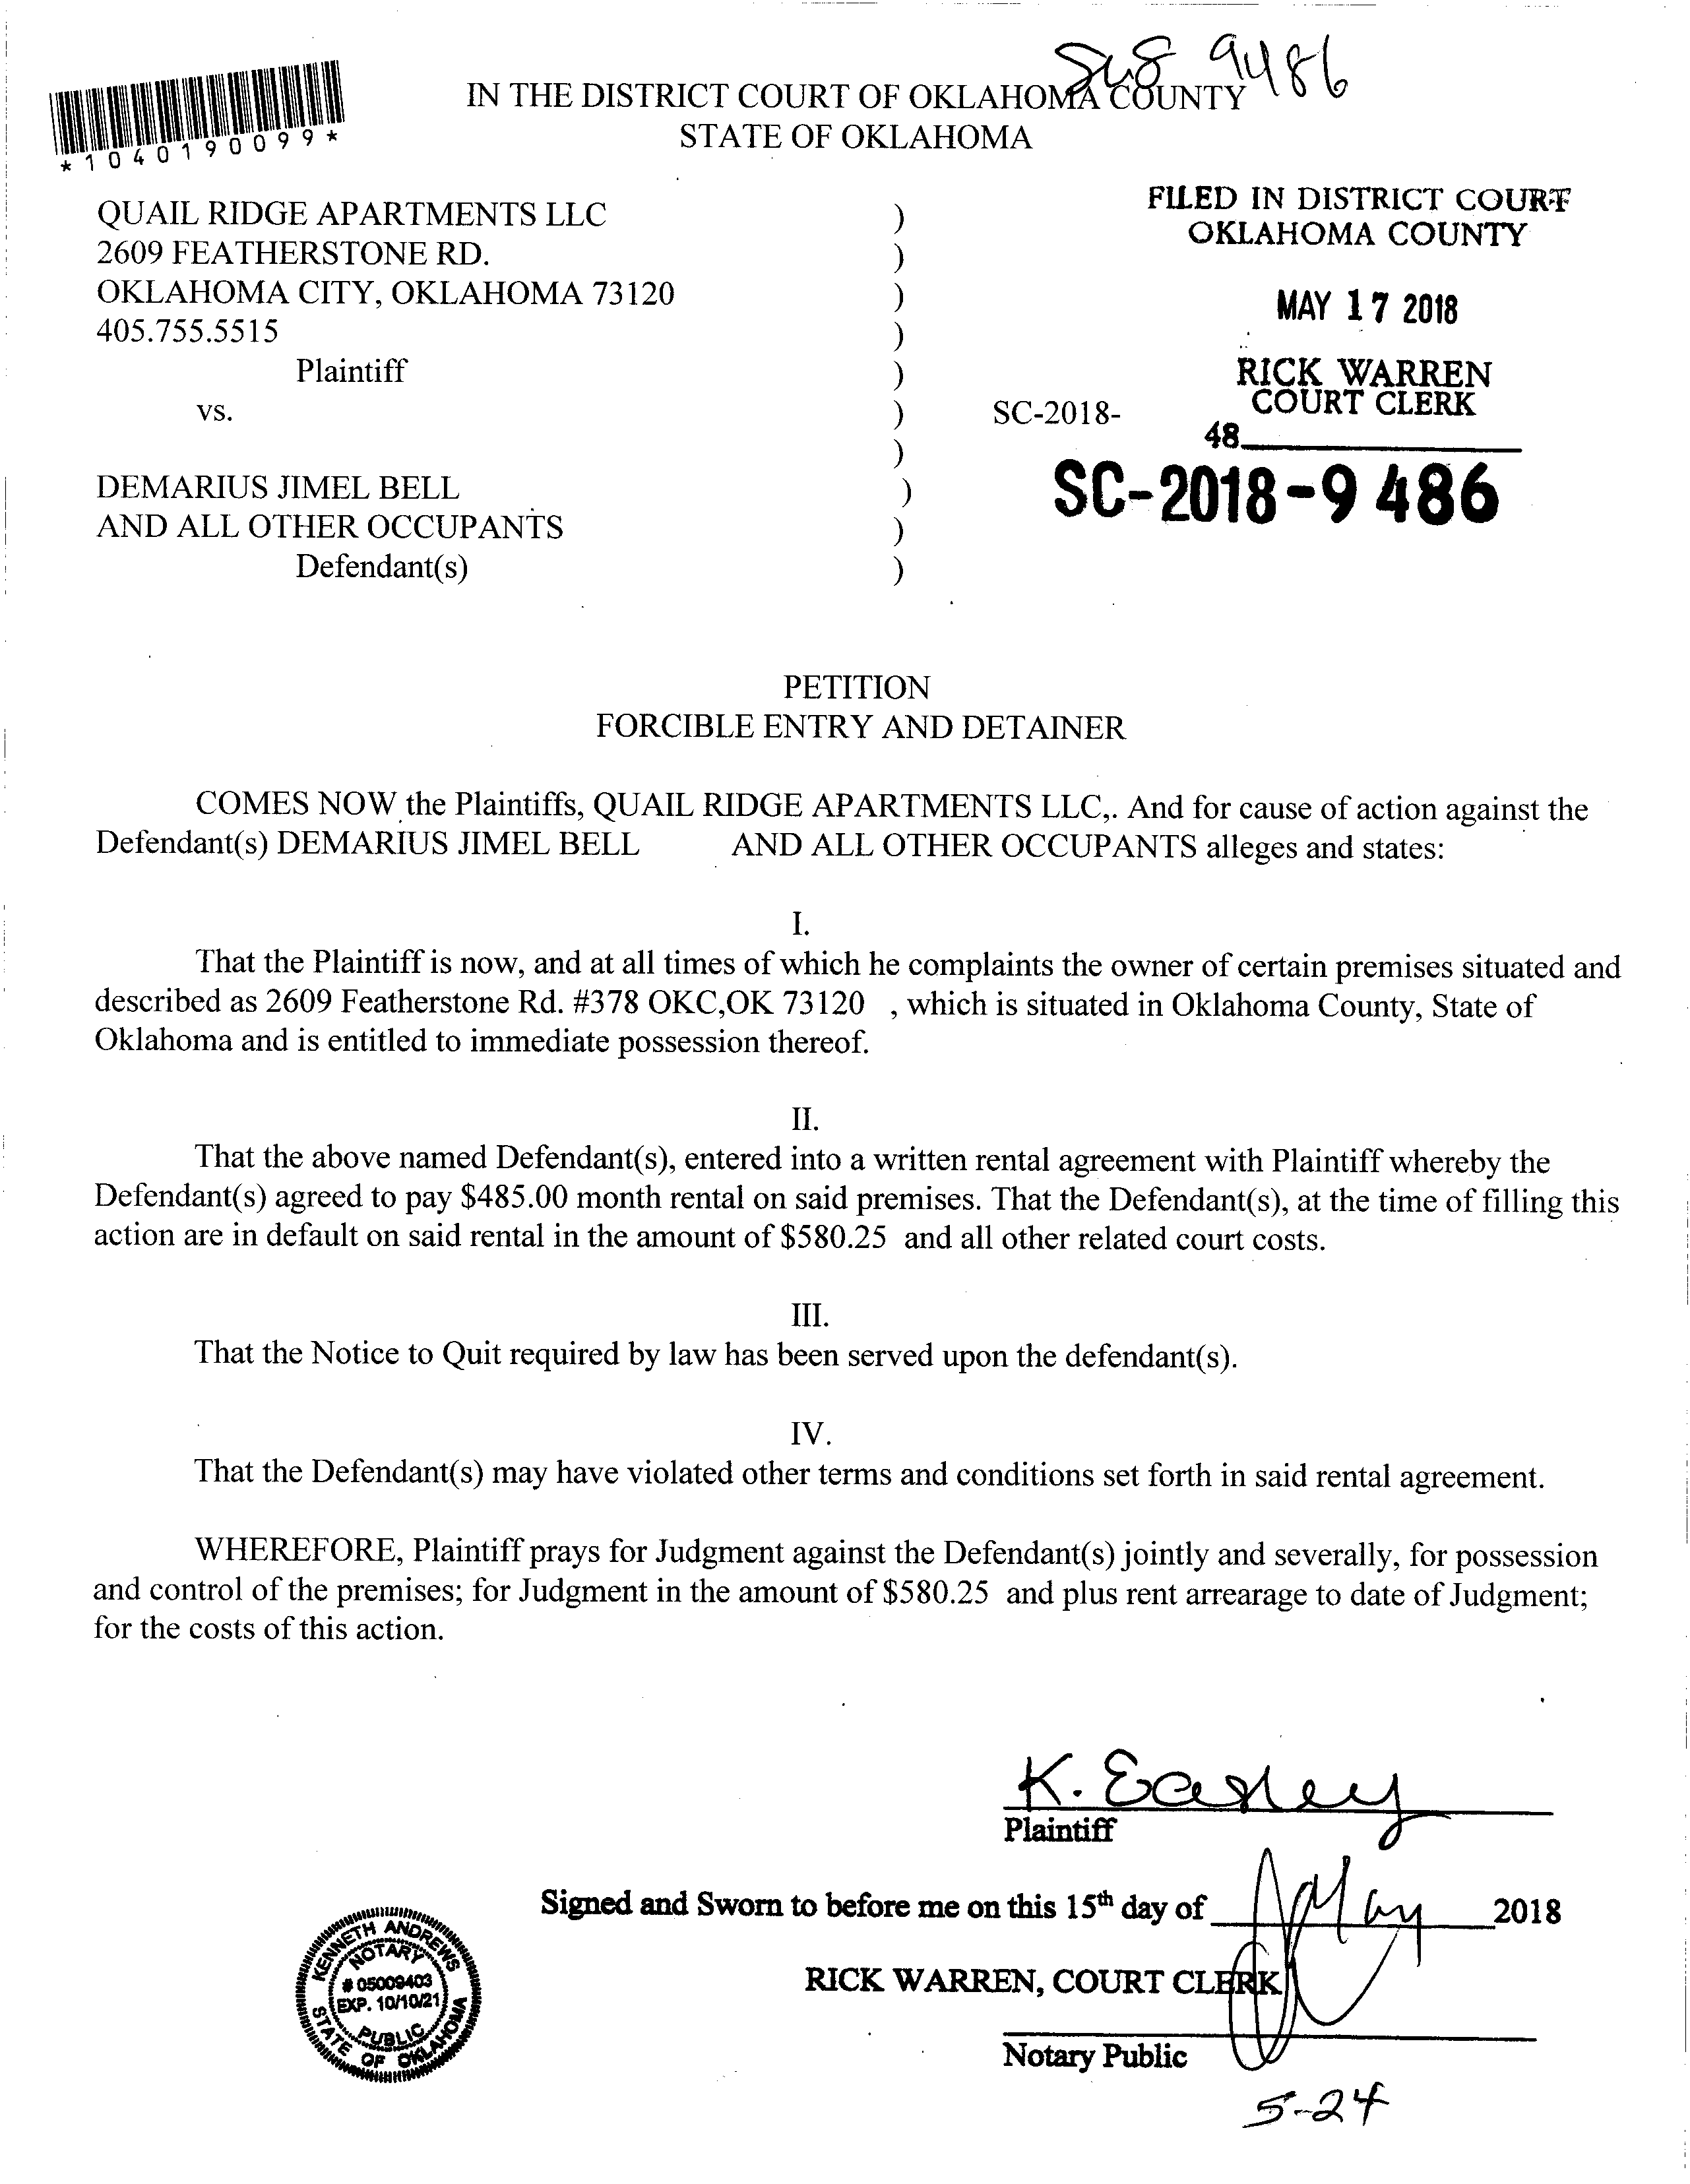 9486
IN THE DISTRICT COURT OF OKLAHOMA COUNTY
STATE OF OKLAHOMA
*1040190099*
FILED IN DISTRICT COURT
OKLAHOMA COUNTY
MAY 17 2018
RICK WARREN
COURT CLERK
48
QUAIL RIDGE APARTMENTS LLC )
2609 FEATHERSTONE RD. )
OKLAHOMA CITY, OKLAHOMA 73120 )
405.755.5515 )
Plaintiff )
vs. ) SC-2018-
)
SC-2018-9486
DEMARIUS JIMEL BELL )
AND ALL OTHER OCCUPANTS )
Defendant(s) )
PETITION
FORCIBLE ENTRY AND DETAINER
COMES NOW the Plaintiffs, QUAIL RIDGE APARTMENTS LLC,. And for cause of action against the
Defendant(s) DEMARIUS JIMEL BELL AND ALL OTHER OCCUPANTS alleges and states:
I.
That the Plaintiff is now, and at all times of which he complaints the owner of certain premises situated and
described as 2609 Featherstone Rd. #378 OKC,OK 73120 , which is situated in Oklahoma County, State of
Oklahoma and is entitled to immediate possession thereof.
II.
That the above named Defendant(s), entered into a written rental agreement with Plaintiff whereby the
Defendant(s) agreed to pay $485.00 month rental on said premises. That the Defendant(s), at the time of filling this
action are in default on said rental in the amount of $580.25 and all other related court costs.
III.
That the Notice to Quit required by law has been served upon the defendant(s).
IV.
That the Defendant(s) may have violated other terms and conditions set forth in said rental agreement.
WHEREFORE, Plaintiff prays for Judgment against the Defendant(s) jointly and severally, for possession
and control of the premises; for Judgment in the amount of $580.25 and plus rent arrearage to date of Judgment;
for the costs of this action.
K. Easley
Plaintiff
Signed and Sworn to before me on this 15th day of May 2018
RICK WARREN, COURT CLERK
Notary Public
5-24
KENNETH ANDREWS
NOTARY
# 05009403
EXP. 10/10/21
PUBLIC
STATE OF OKLAHOMA